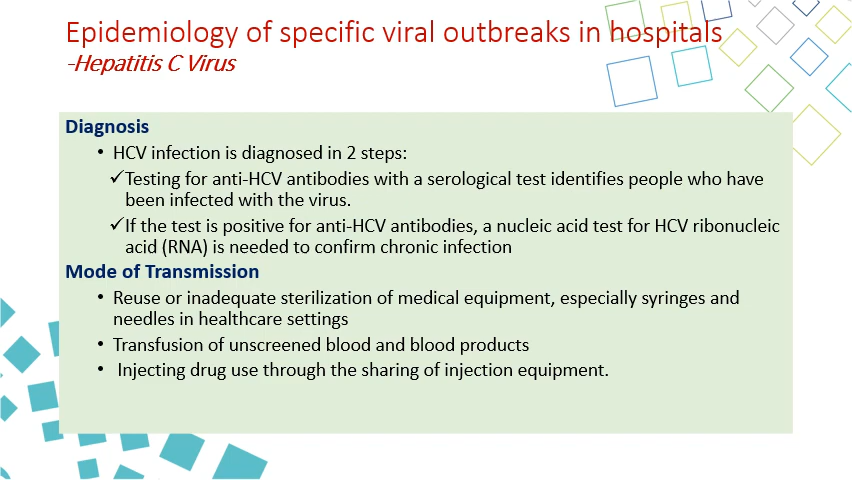 Epidemiology of specific viral outbreaks in hospitals
-Hepatitis C Virus
Diagnosis
• HCV infection is diagnosed in 2 steps:
✓Testing for anti-HCV antibodies with a serological test identifies people who have
been infected with the virus.
✓If the test is positive for anti-HCV antibodies, a nucleic acid test for HCV ribonucleic
acid (RNA) is needed to confirm chronic infection
Mode of Transmission
• Reuse or inadequate sterilization of medical equipment, especially syringes and
needles in healthcare settings
• Transfusion of unscreened blood and blood products
• Injecting drug use through the sharing of injection equipment.